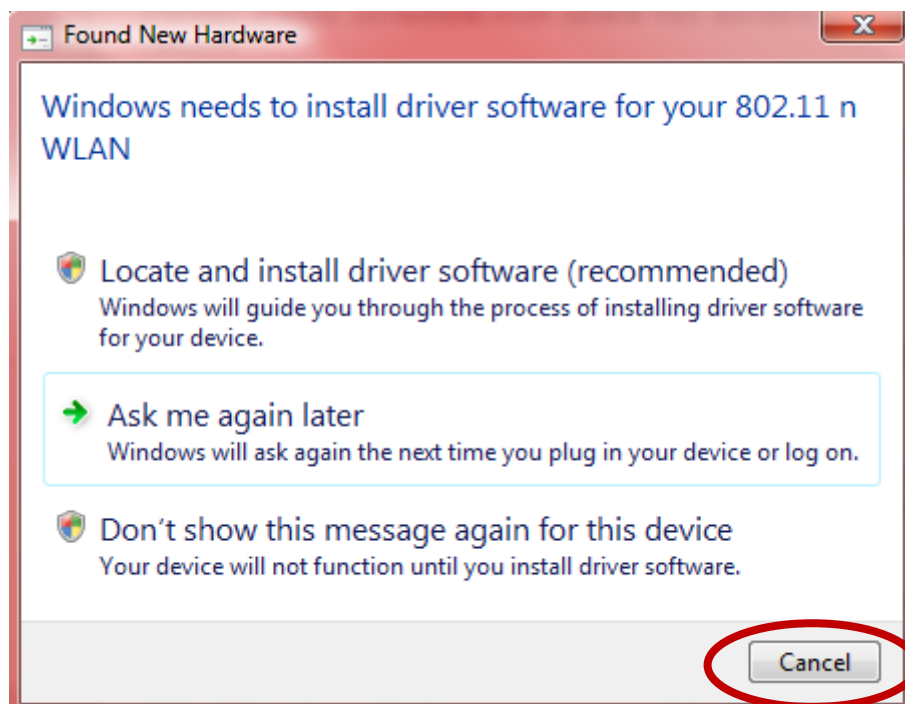 Found New Hardware
Windows needs to install driver software for your 802.11 n
WLAN
Locate and install driver software (recommended)
Windows will guide you through the process of installing driver software
for your device.
Ask me again later
Windows will ask again the next time you plug in your device or log on.
Don't show this message again for this device
Your device will not function until you install driver software.
Cancel